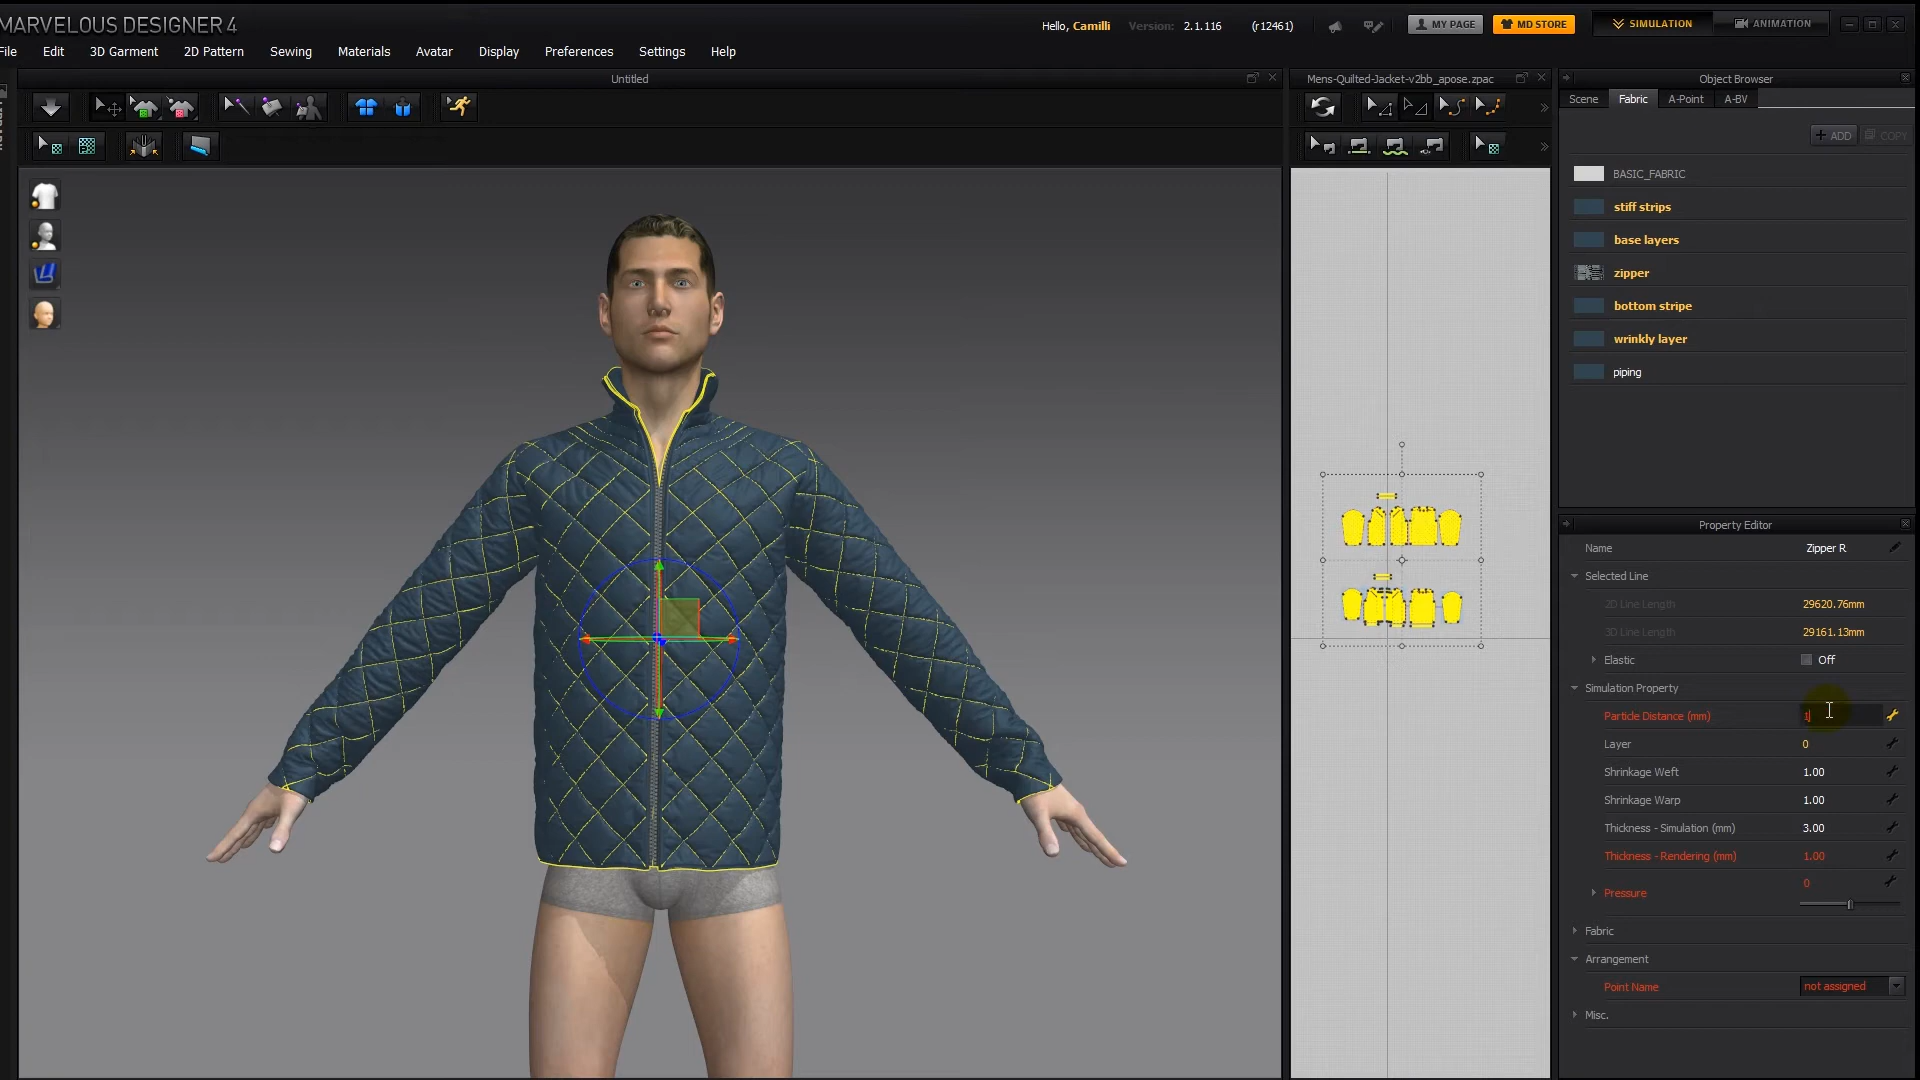 MARVELOUS DESIGNER 4
Hello, Camilli
Version: 2.1.116 (r12461)
MY PAGE
MD STORE
SIMULATION
ANIMATION
File Edit 3D Garment 2D Pattern Sewing Materials Avatar Display Preferences Settings Help
Untitled
Mens-Quilted-Jacket-v2bb_apose.zpac
Object Browser
Scene Fabric A-Point A-BV
+ ADD COPY
BASIC_FABRIC
stiff strips
base layers
zipper
bottom stripe
wrinkly layer
piping
Property Editor
Name Zipper R
Selected Line
2D Line Length 29620.76mm
3D Line Length 29161.13mm
Elastic Off
Simulation Property
Particle Distance (mm) 1
Layer 0
Shrinkage Weft 1.00
Shrinkage Warp 1.00
Thickness - Simulation (mm) 3.00
Thickness - Rendering (mm) 1.00
Pressure 0
Fabric
Arrangement
Point Name not assigned
Misc.